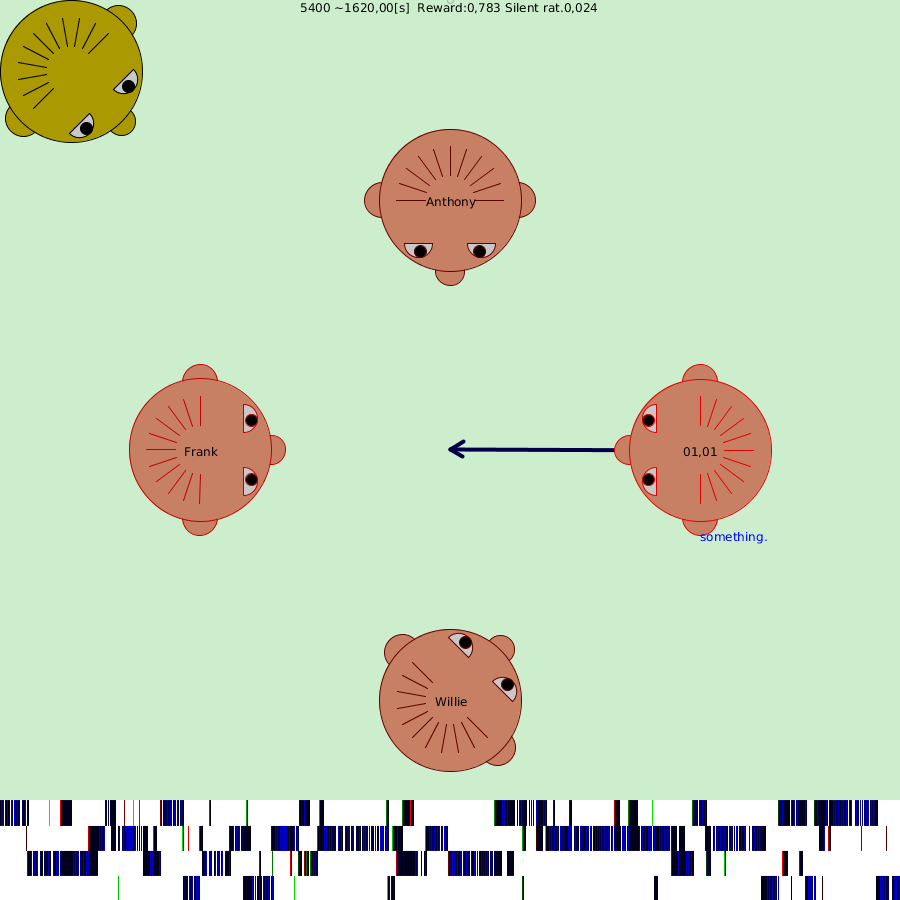 5400 ~1620,00[s]  Reward:0,783 Silent rat.0,024
Anthony
Frank
01,01
something.
Willie